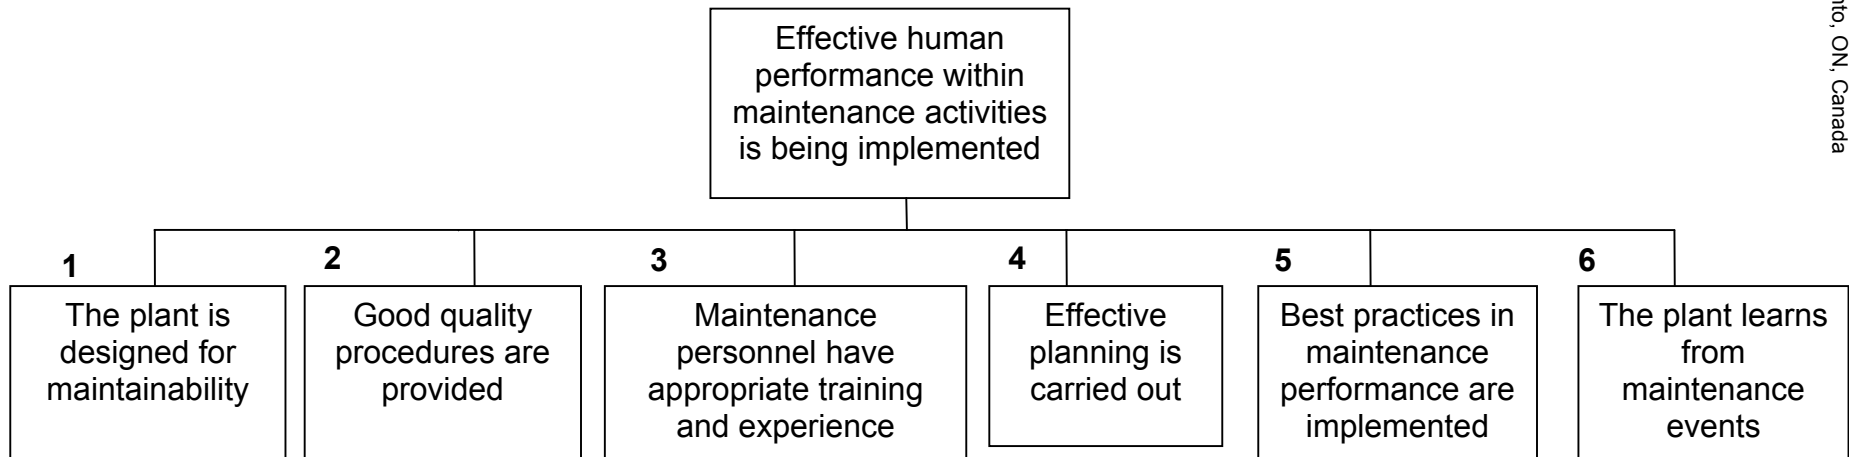 Effective human
performance within
maintenance activities
is being implemented
1
The plant is
designed for
maintainability
2
Good quality
procedures are
provided
3
Maintenance
personnel have
appropriate training
and experience
4
Effective
planning is
carried out
5
Best practices in
maintenance
performance are
implemented
6
The plant learns
from
maintenance
events
ON, Canada